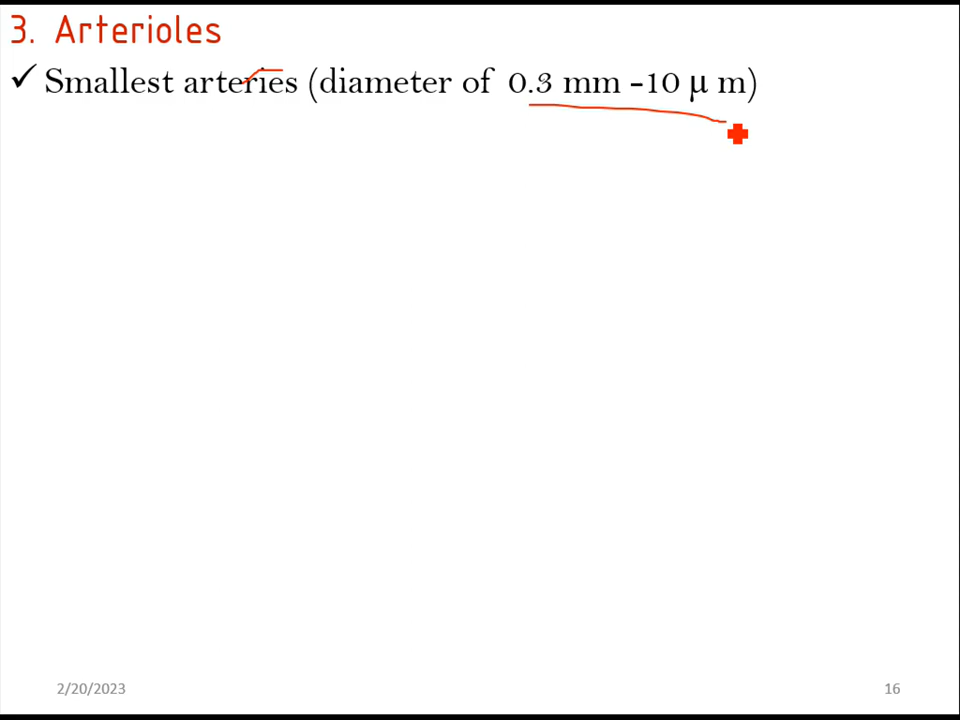 3. Arterioles
✓ Smallest arteries (diameter of 0.3 mm -10 µ m)
2/20/2023
16